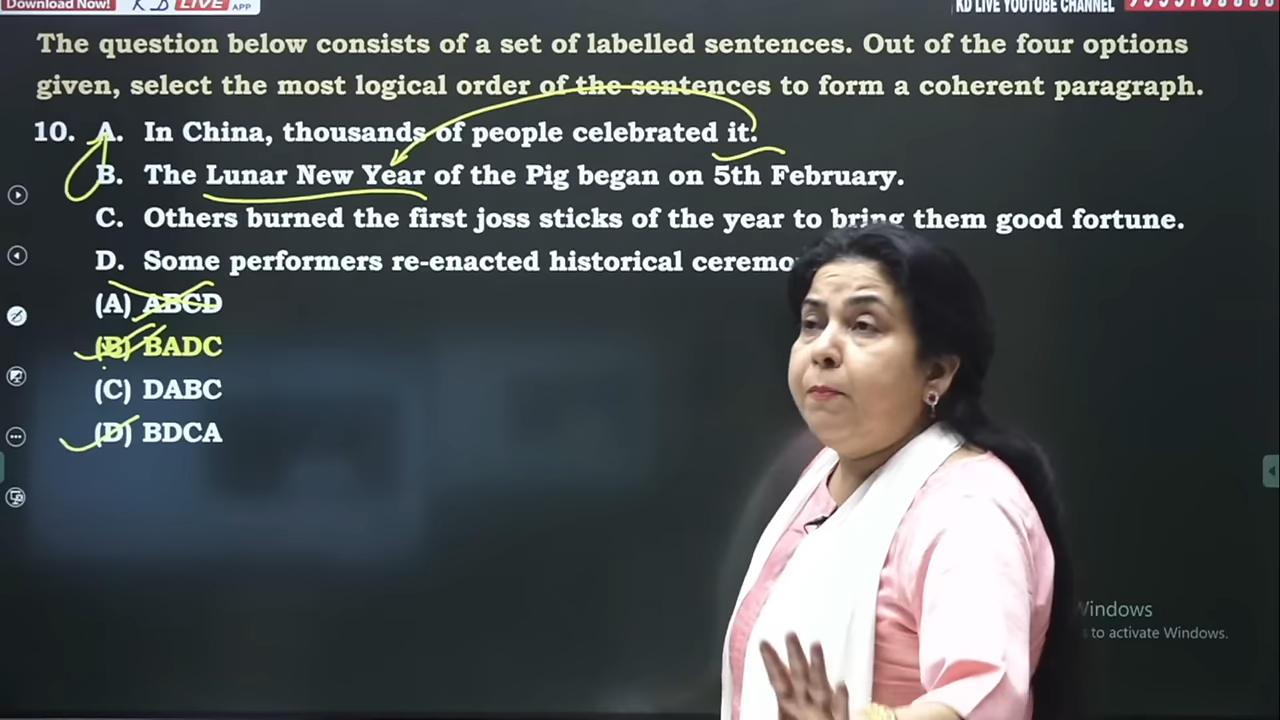 Download Now! KD LIVE APP KD LIVE YOUTUBE CHANNEL
The question below consists of a set of labelled sentences. Out of the four options
given, select the most logical order of the sentences to form a coherent paragraph.
10. A. In China, thousands of people celebrated it.
B. The Lunar New Year of the Pig began on 5th February.
C. Others burned the first joss sticks of the year to bring them good fortune.
D. Some performers re-enacted historical
(A) ABCD
(B) BADC
(C) DABC
(D) BDCA
Windows
to activate Windows.